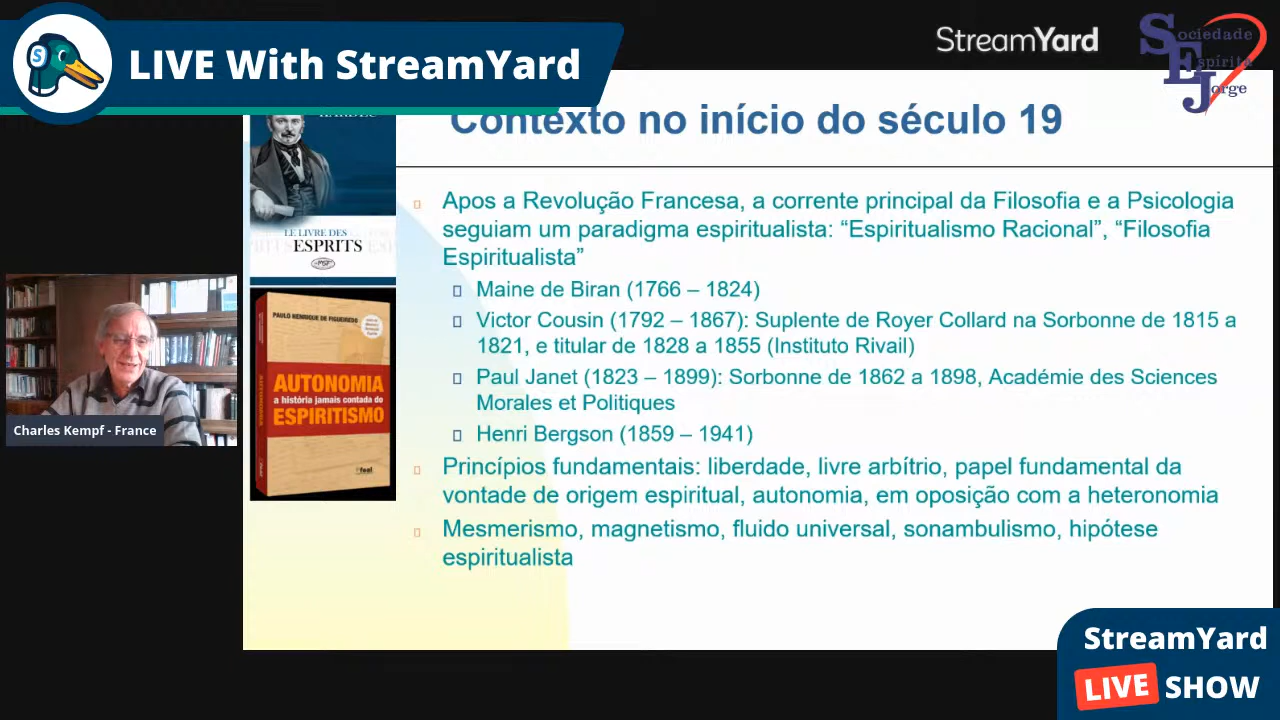 LIVE With StreamYard
StreamYard
Sociedade
Espírita
Jorge
Contexto no início do século 19
LE LIVRE DES
ESPRITS
PAULO HENRIQUE DE FIGUEIREDO
AUTONOMIA
a história jamais contada do
ESPIRITISMO
AUTONOMIA
feal
Apos a Revolução Francesa, a corrente principal da Filosofia e a Psicologia
seguiam um paradigma espiritualista: “Espiritualismo Racional”, “Filosofia
Espiritualista”
Maine de Biran (1766 – 1824)
Victor Cousin (1792 – 1867): Suplente de Royer Collard na Sorbonne de 1815 a
1821, e titular de 1828 a 1855 (Instituto Rivail)
Paul Janet (1823 – 1899): Sorbonne de 1862 a 1898, Académie des Sciences
Morales et Politiques
Henri Bergson (1859 – 1941)
Princípios fundamentais: liberdade, livre arbítrio, papel fundamental da
vontade de origem espiritual, autonomia, em oposição com a heteronomia
Mesmerismo, magnetismo, fluido universal, sonambulismo, hipótese
espiritualista
Charles Kempf - France
StreamYard
LIVE SHOW